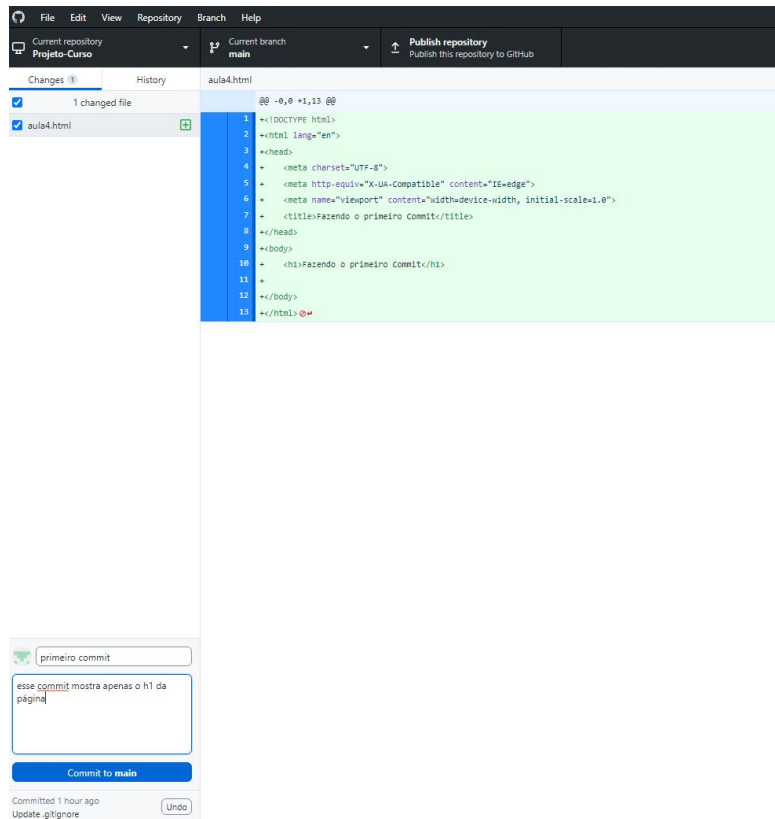 File Edit View Repository Branch Help
Current repository
Projeto-Curso
Current branch
main
Publish repository
Publish this repository to GitHub
Changes 1 History
aula4.html
1 changed file
aula4.html
@@ -0,0 +1,13 @@
1 +<!DOCTYPE html>
2 +<html lang="en">
3 +<head>
4 + <meta charset="UTF-8">
5 + <meta http-equiv="X-UA-Compatible" content="IE=edge">
6 + <meta name="viewport" content="width=device-width, initial-scale=1.0">
7 + <title>Fazendo o primeiro Commit</title>
8 +</head>
9 +<body>
10 + <h1>Fazendo o primeiro Commit</h1>
11 +
12 +</body>
13 +</html>
primeiro commit
esse commit mostra apenas o h1 da
página
Commit to main
Committed 1 hour ago
Update .gitignore
Undo